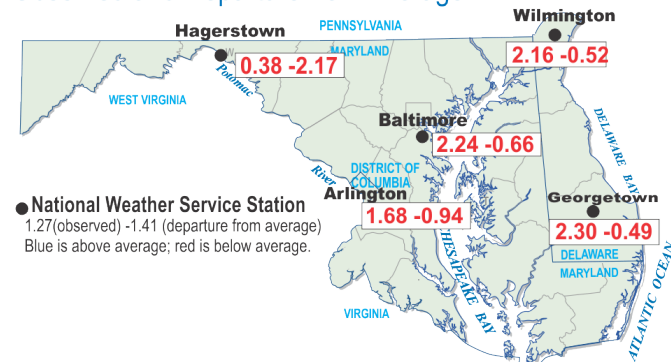 PENNSYLVANIA
Wilmington
2.16 -0.52
Hagerstown
0.38 -2.17
MARYLAND
Potomac
WEST VIRGINIA
Baltimore
2.24 -0.66
DELAWARE BAY
DISTRICT OF
COLUMBIA
River
Arlington
1.68 -0.94
Georgetown
2.30 -0.49
National Weather Service Station
1.27(observed) -1.41 (departure from average)
Blue is above average; red is below average.
DELAWARE
MARYLAND
CHESAPEAKE BAY
ATLANTIC OCEAN
VIRGINIA